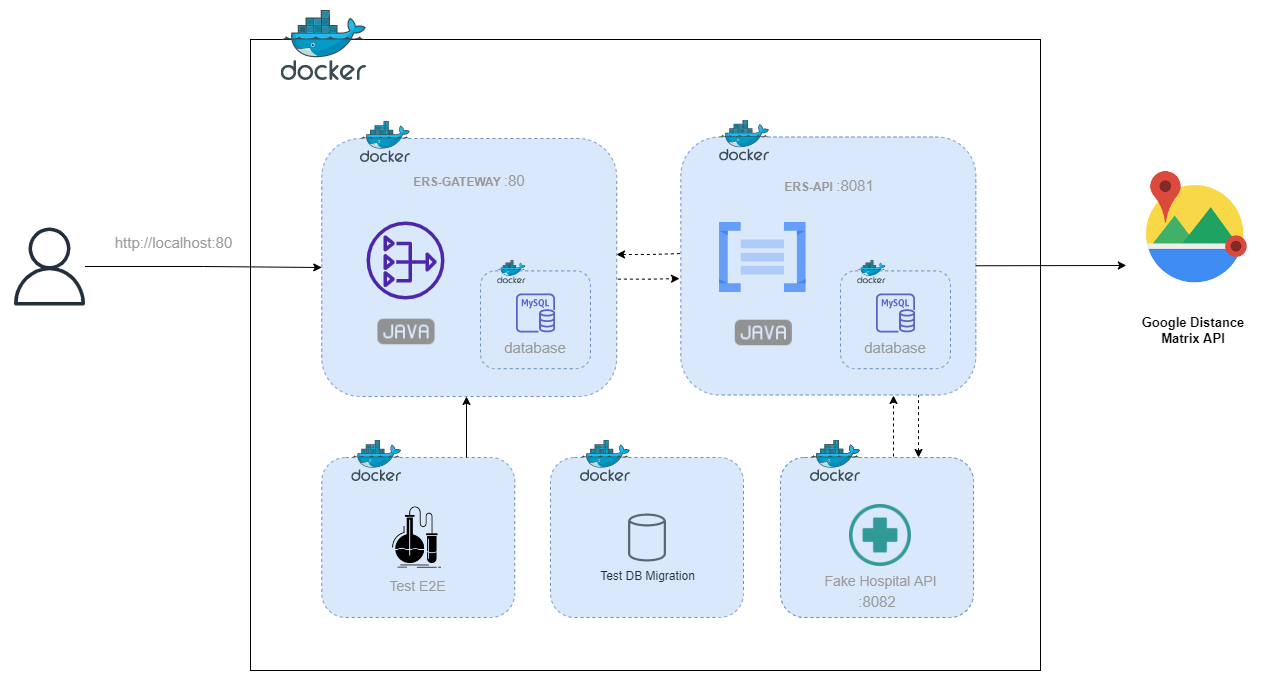 docker
docker
docker
ERS-GATEWAY :80
ERS-API :8081
http://localhost:80
docker
MySQL
database
JAVA
docker
MySQL
database
JAVA
Google Distance
Matrix API
docker
docker
docker
Test E2E
Test DB Migration
Fake Hospital API
:8082